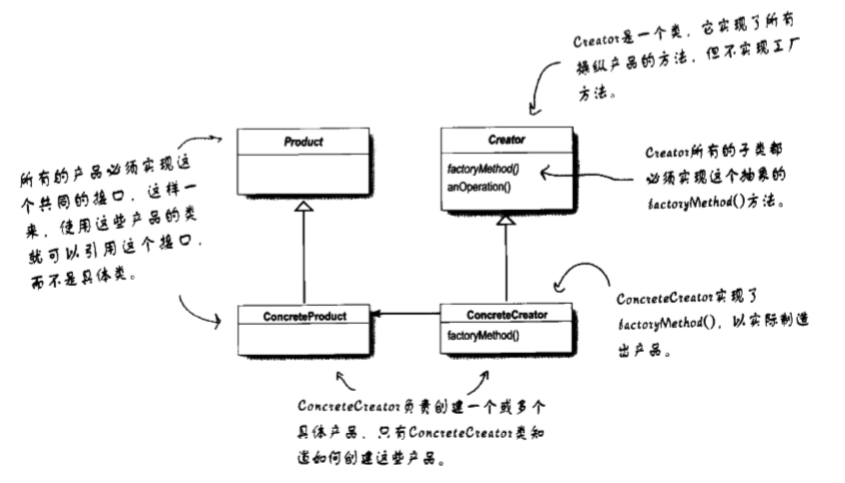 Creator是一个类，它实现了所有
操纵产品的方法，但不实现工厂
方法。
Product
Creator
factoryMethod()
anOperation()
所有的产品必须实现这
个共同的接口，这样一
来，使用这些产品的类
就可以引用这个接口，
而不是具体类。
Creator所有的子类都
必须实现这个抽象的
factoryMethod()方法。
ConcreteProduct
ConcreteCreator
factoryMethod()
ConcreteCreator实现了
factoryMethod()，以实际制造
出产品。
ConcreteCreator负责创建一个或多个
具体产品，只有ConcreteCreator类知
道如何创建这些产品。